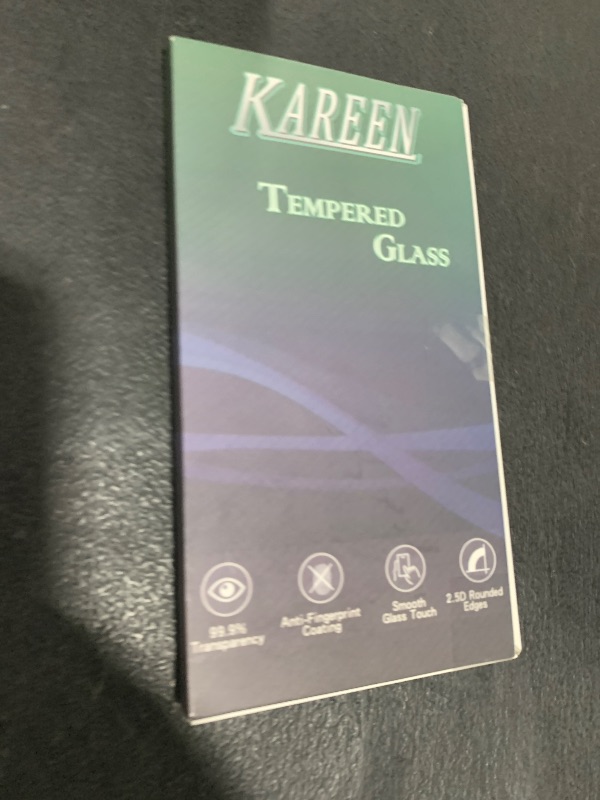 KAREEN
TEMPERED
GLASS
99.9%
Transparency
Anti-Fingerprint
Coating
Smooth
Glass Touch
2.5D Rounded
Edges